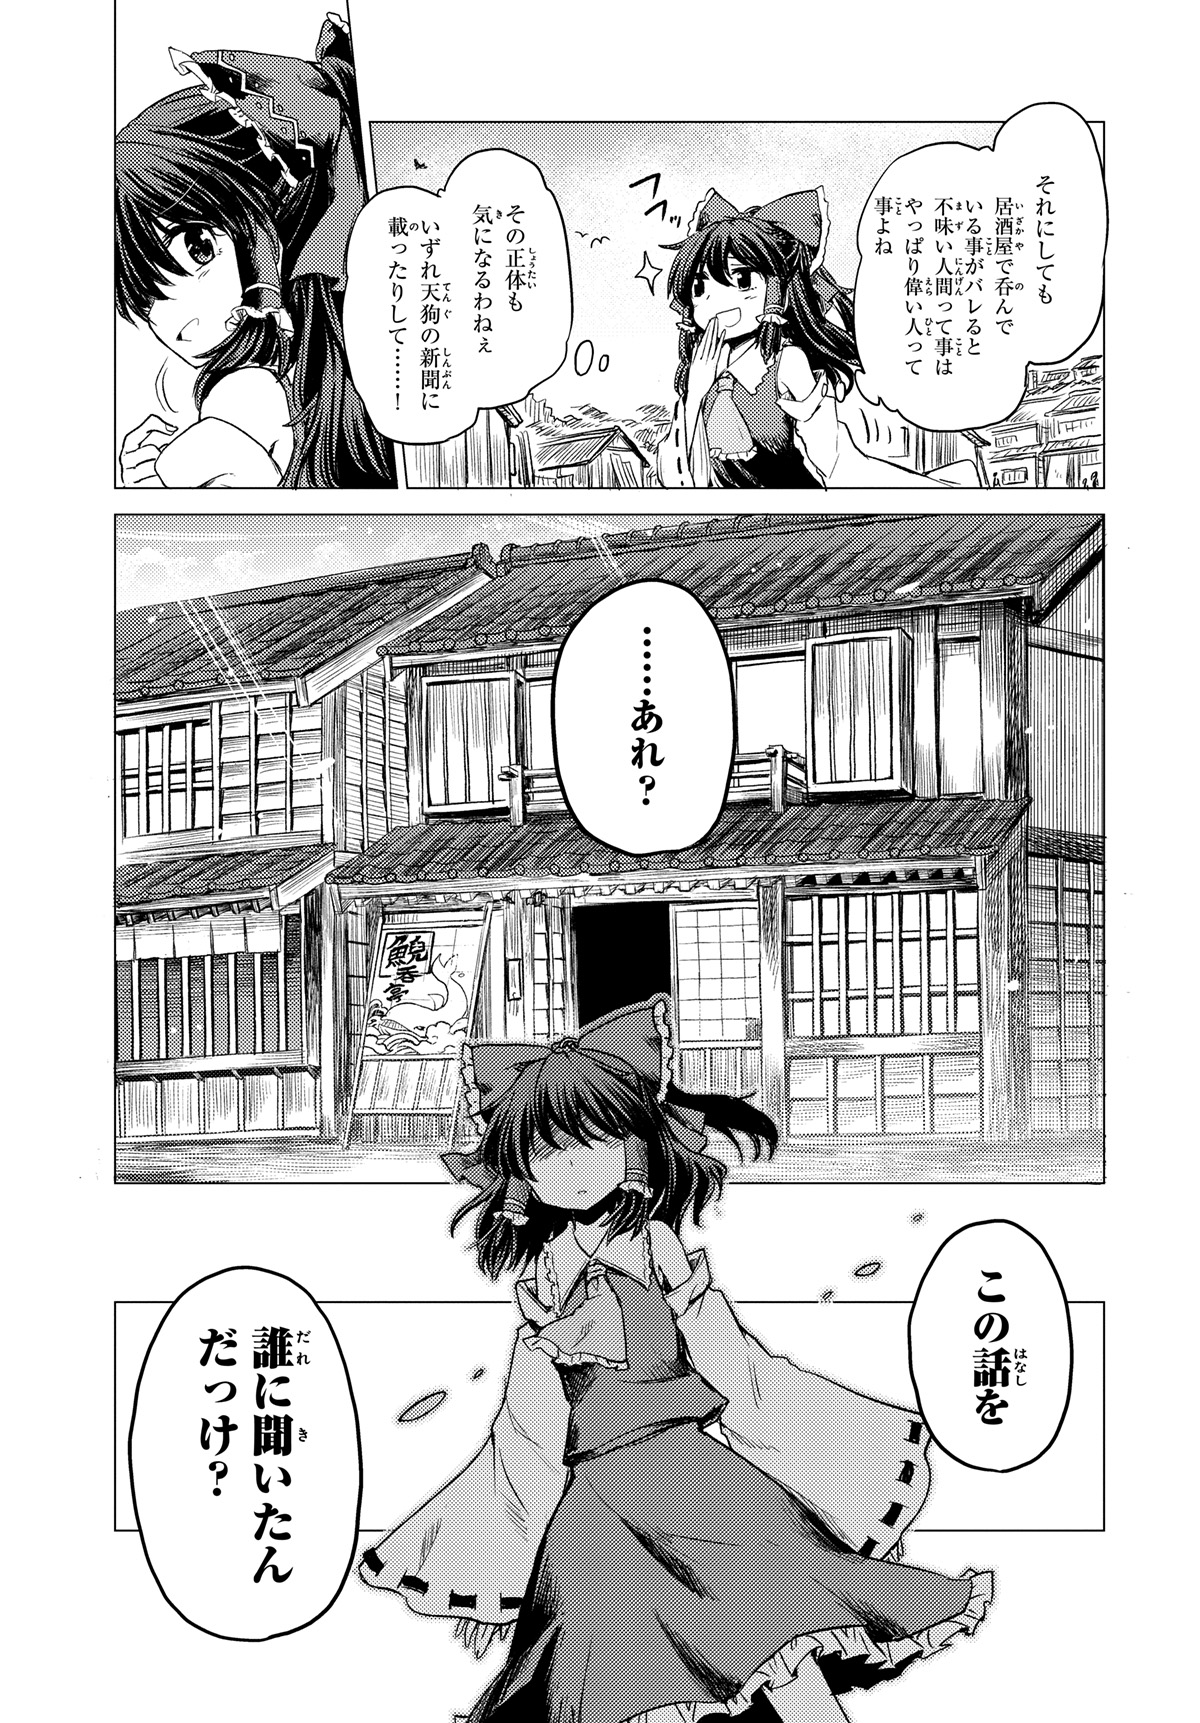 それにしても
居酒屋で呑んで
いる事がバレると
不味い人間って事は
やっぱり偉い人って
事よね
フッフッ
その正体も
気になるわねぇ
いずれ天狗の新聞に
載ったりして……！
……あれ？
鯢呑亭
この話を
誰に聞いたん
だっけ？